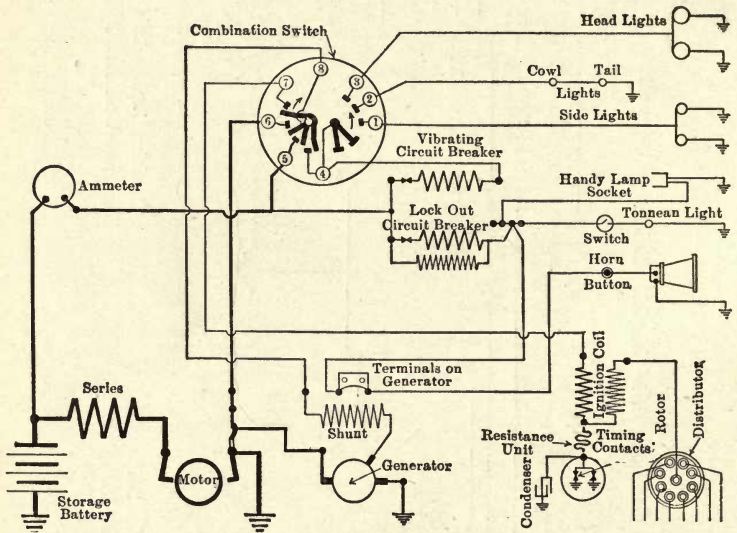 Head Lights
Combination Switch
8
7
3
2
1
6
5
4
Cowl Tail
Lights
Side Lights
Vibrating
Circuit Breaker
Ammeter
Handy Lamp
Socket
Lock Out
Circuit Breaker
Tonnean Light
Switch
Horn
Button
Terminals on
Generator
Ignition Coil
Series
Shunt
Rotor
Distributor
Resistance
Unit
Timing
Contacts
Motor
Generator
Condenser
Storage
Battery